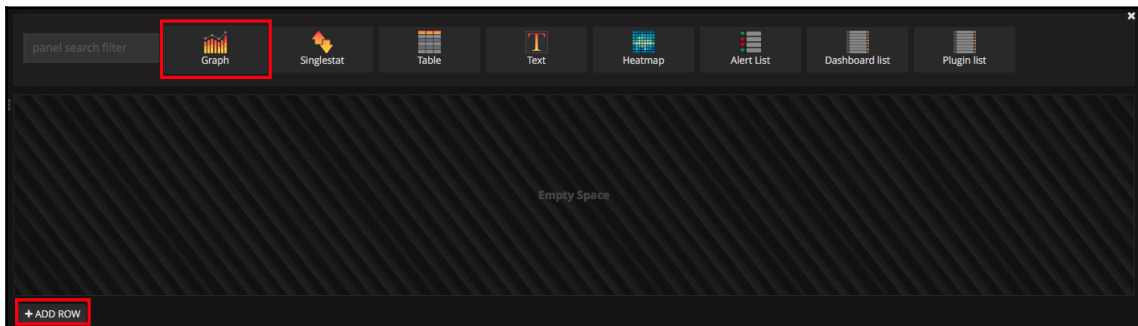 panel search filter
Graph
Singlestat
Table
Text
Heatmap
Alert List
Dashboard list
Plugin list
Empty Space
+ ADD ROW